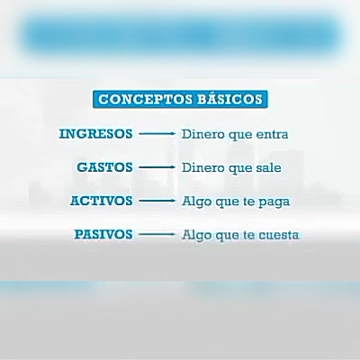 CONCEPTOS BÁSICOS
INGRESOS → Dinero que entra
GASTOS → Dinero que sale
ACTIVOS → Algo que te paga
PASIVOS → Algo que te cuesta